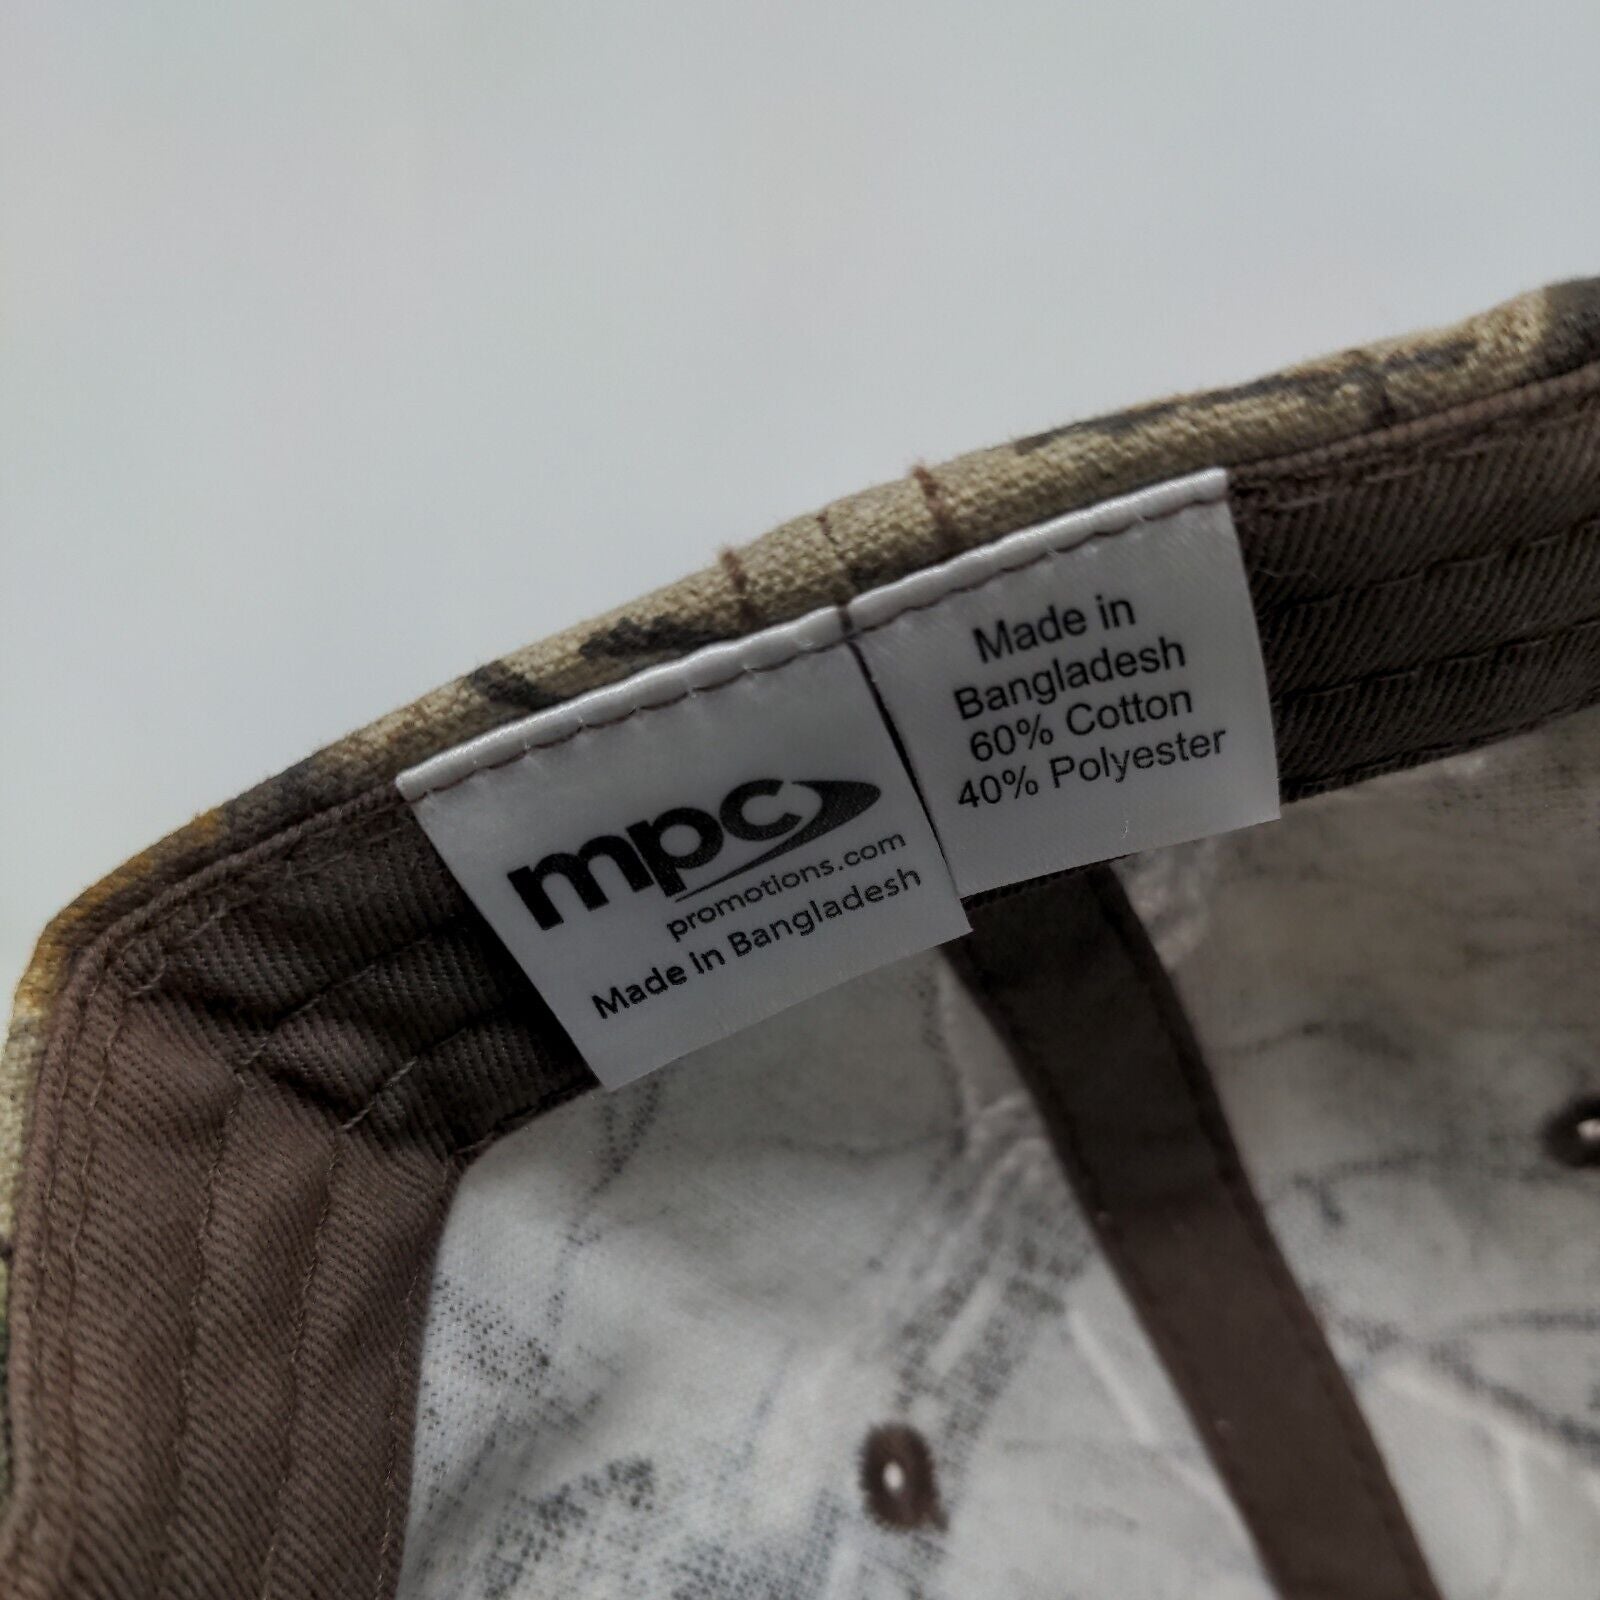 mpc
promotions.com
Made in Bangladesh
Made in
Bangladesh
60% Cotton
40% Polyester